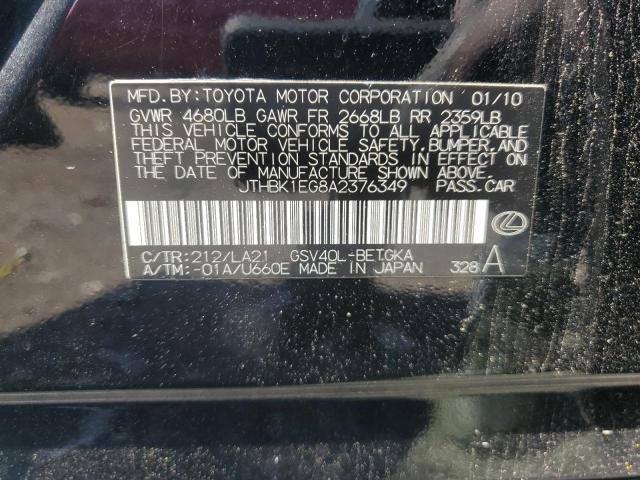 MFD.BY:TOYOTA MOTOR CORPORATION 01/10
GVWR 4680LB GAWR FR 2668LB RR 2359LB
THIS VEHICLE CONFORMS TO ALL APPLICABLE
FEDERAL MOTOR VEHICLE SAFETY,BUMPER,AND
THEFT PREVENTION STANDARDS IN EFFECT ON
THE DATE OF MANUFACTURE SHOWN ABOVE.
JTHBK1EG8A2376349 PASS.CAR
C/TR:212/LA21 GSV40L-BETGKA
A/TM:-01A/U660E MADE IN JAPAN 328 A